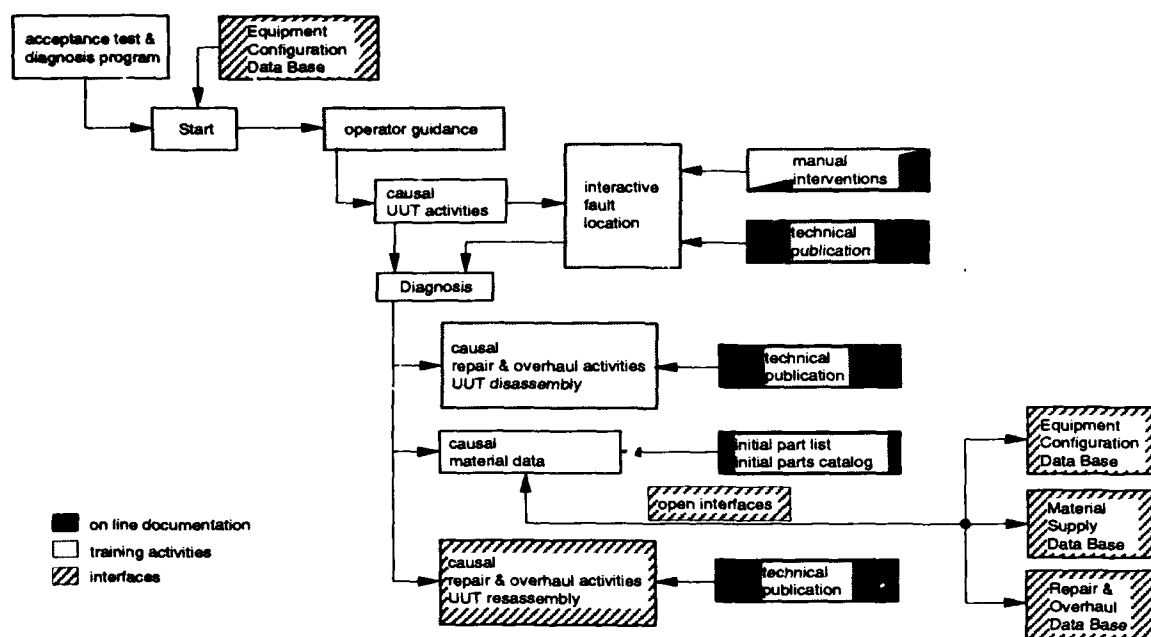 acceptance test &
diagnosis program
Equipment
Configuration
Data Base
Start
operator guidance
causal
UUT activities
interactive
fault
location
manual
interventions
technical
publication
Diagnosis
causal
repair & overhaul activities
UUT disassembly
technical
publication
causal
material data
initial part list
initial parts catalog
open interfaces
Equipment
Configuration
Data Base
Material
Supply
Data Base
Repair &
Overhaul
Data Base
causal
repair & overhaul activities
UUT resassembly
technical
publication
on line documentation
training activities
interfaces